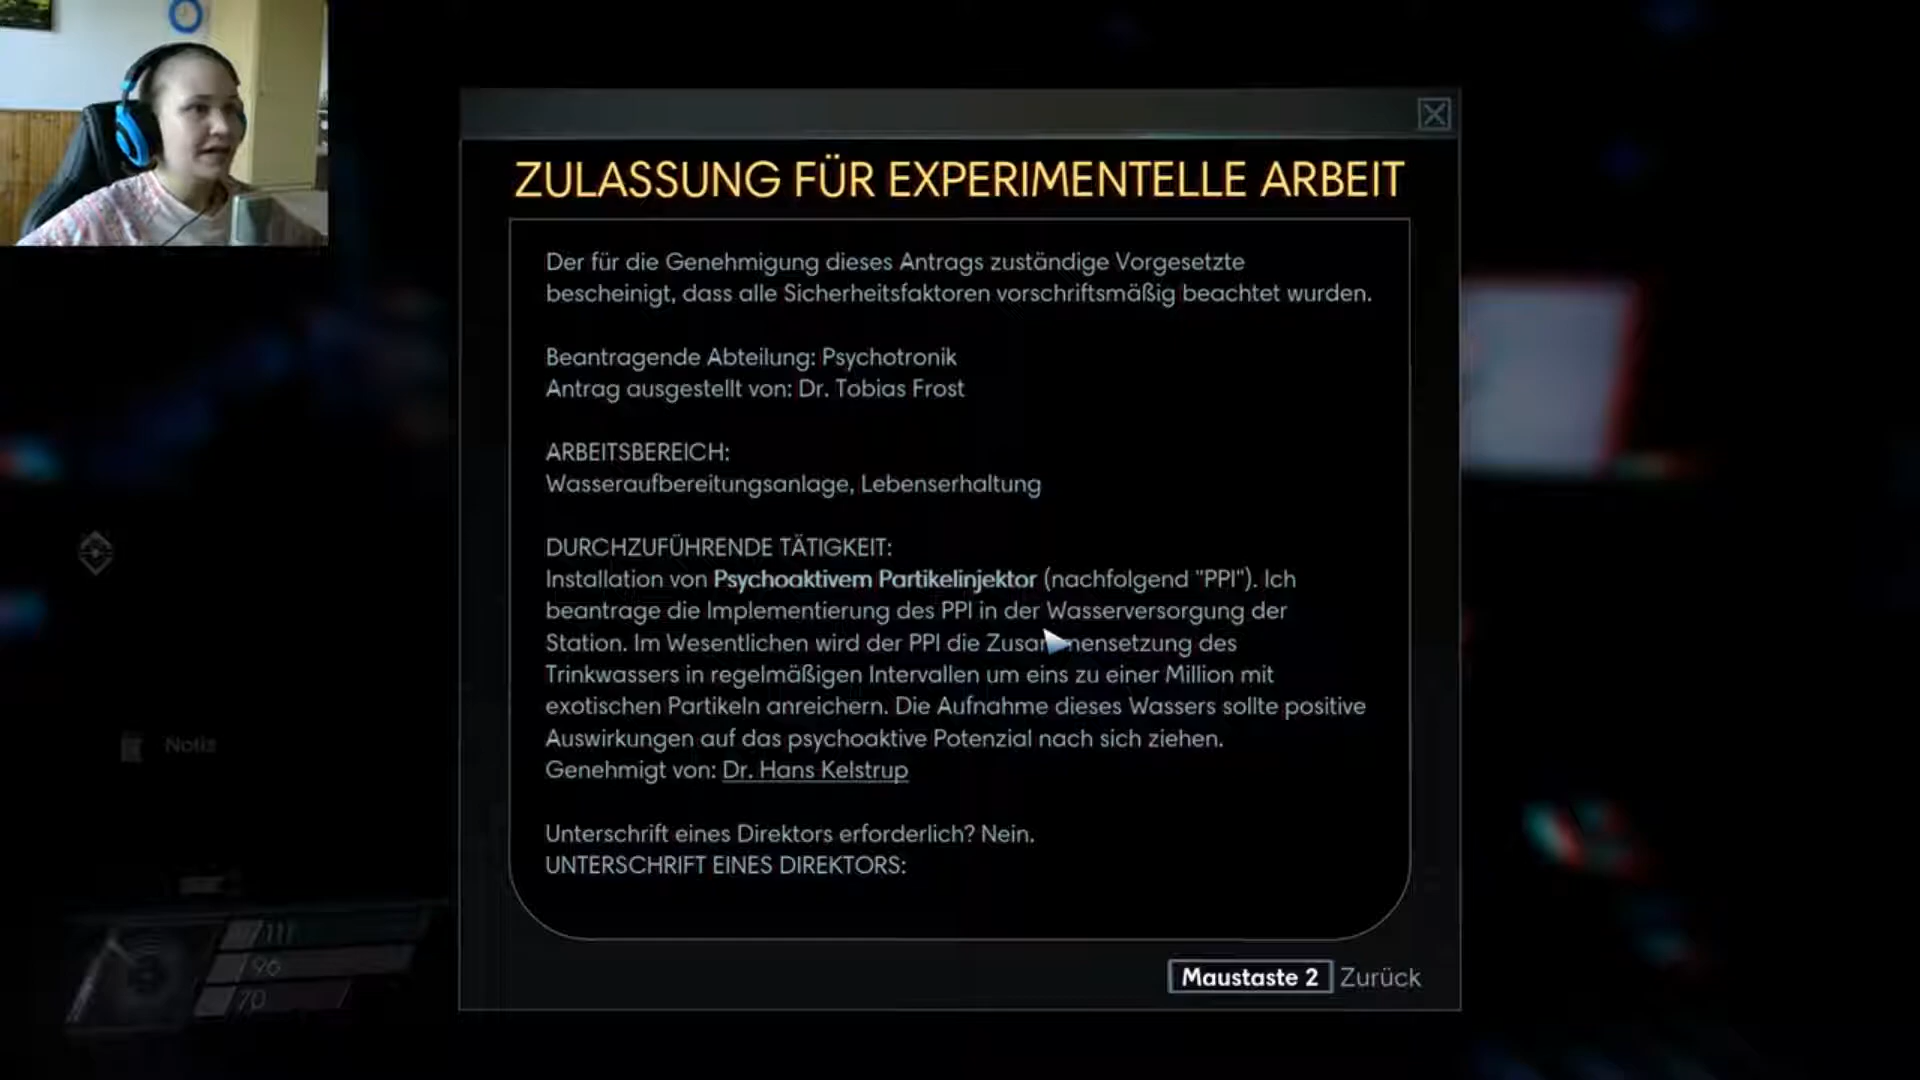 ZULASSUNG FÜR EXPERIMENTELLE ARBEIT
Der für die Genehmigung dieses Antrags zuständige Vorgesetzte
bescheinigt, dass alle Sicherheitsfaktoren vorschriftsmäßig beachtet wurden.
Beantragende Abteilung: Psychotronik
Antrag ausgestellt von: Dr. Tobias Frost
ARBEITSBEREICH:
Wasseraufbereitungsanlage, Lebenserhaltung
DURCHZUFÜHRENDE TÄTIGKEIT:
Installation von Psychoaktivem Partikelinjektor (nachfolgend "PPI"). Ich
beantrage die Implementierung des PPI in der Wasserversorgung der
Station. Im Wesentlichen wird der PPI die Zusammensetzung des
Trinkwassers in regelmäßigen Intervallen um eins zu einer Million mit
exotischen Partikeln anreichern. Die Aufnahme dieses Wassers sollte positive
Auswirkungen auf das psychoaktive Potenzial nach sich ziehen.
Genehmigt von: Dr. Hans Kelstrup
Unterschrift eines Direktors erforderlich? Nein.
UNTERSCHRIFT EINES DIREKTORS:
Notiz
/111
/96
/70
Maustaste 2 Zurück